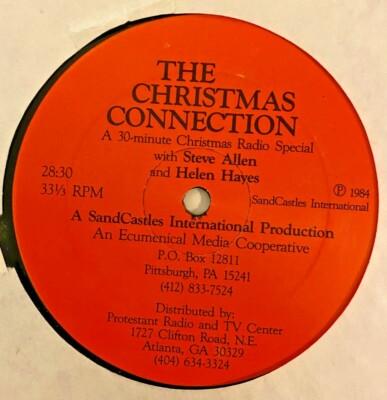 THE
CHRISTMAS
CONNECTION
A 30-minute Christmas Radio Special
with Steve Allen
and Helen Hayes
28:30
33⅓ RPM
Ⓟ 1984
SandCastles International
A SandCastles International Production
An Ecumenical Media Cooperative
P.O. Box 12811
Pittsburgh, PA 15241
(412) 833-7524
Distributed by:
Protestant Radio and TV Center
1727 Clifton Road, N.E.
Atlanta, GA 30329
(404) 634-3324